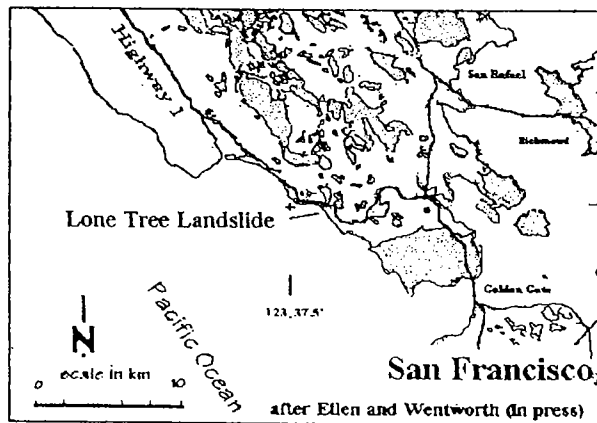 Highway 1
San Rafael
Richmond
Lone Tree Landslide
Golden Gate
123, 37.5'
Pacific Ocean
N
scale in km
0 10
San Francisco
after Ellen and Wentworth (In press)